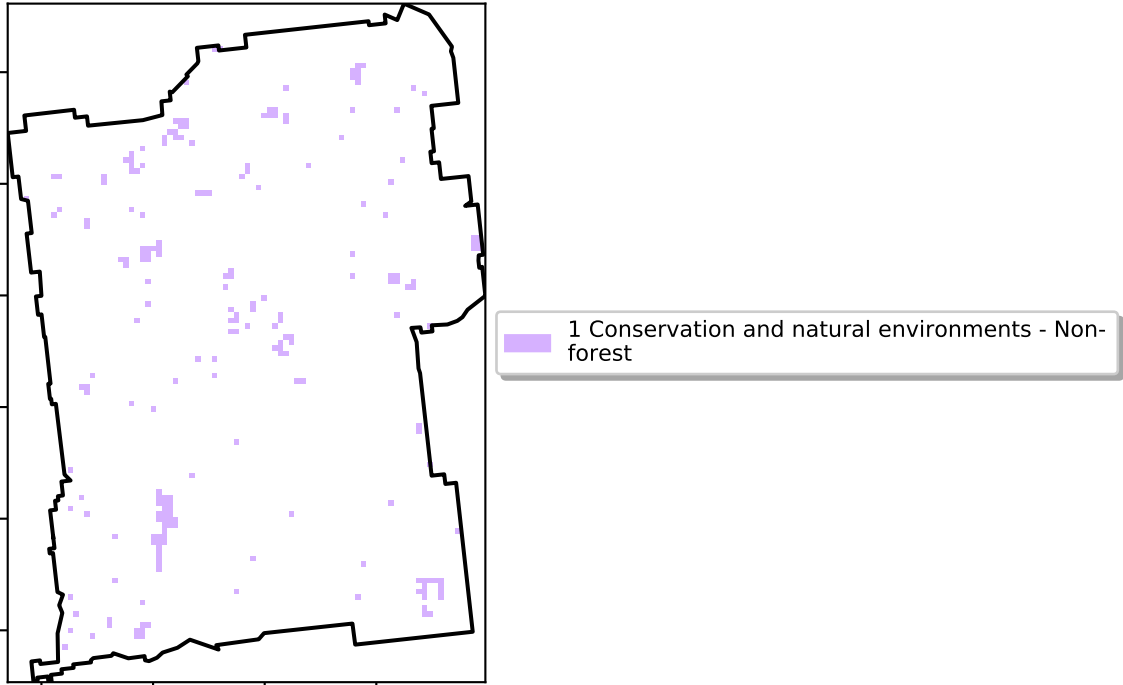 1 Conservation and natural environments - Non-
forest